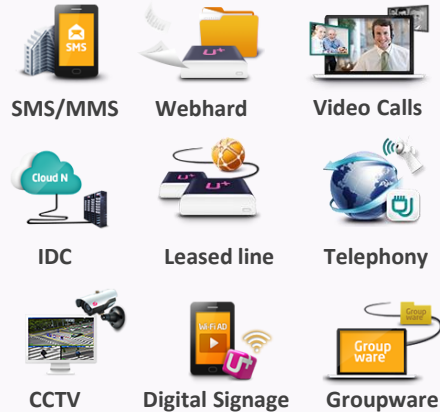 SMS
U+
SMS/MMS
Webhard
Video Calls
Cloud N
U+
IDC
Leased line
Telephony
Wi-Fi AD
U+
Group
ware
Group
ware
CCTV
Digital Signage
Groupware